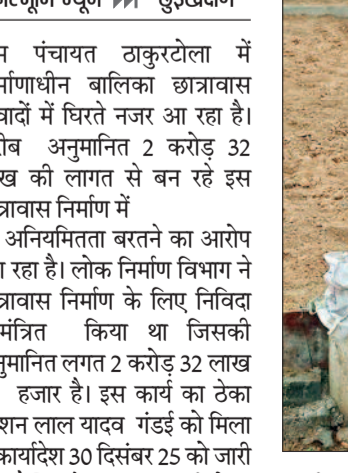 न्यूज ▶▶ छुईखदान
म पंचायत ठाकुरटोला में
र्माणाधीन बालिका छात्रावास
वादों में घिरते नजर आ रहा है।
रीब अनुमानित 2 करोड़ 32
ख की लागत से बन रहे इस
त्रावास निर्माण में
अनियमितता बरतने का आरोप
ा रहा है। लोक निर्माण विभाग ने
त्रावास निर्माण के लिए निविदा
मंत्रित किया था जिसकी
नुमानित लगत 2 करोड़ 32 लाख
हजार है। इस कार्य का ठेका
शन लाल यादव गंडई को मिला
कार्यादेश 30 दिसंबर 25 को जारी